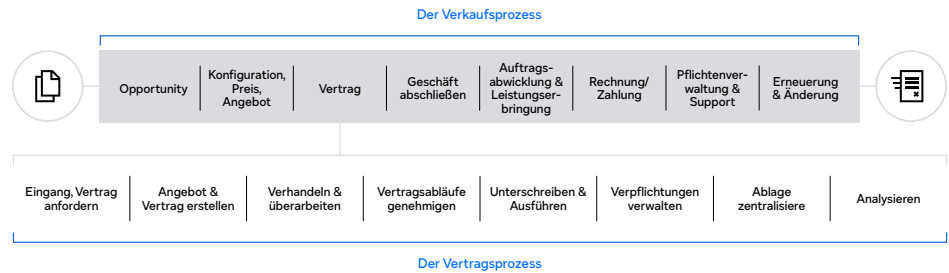 Der Verkaufsprozess
Opportunity
Konfiguration,
Preis,
Angebot
Vertrag
Geschäft
abschließen
Auftrags-
abwicklung &
Leistungser-
bringung
Rechnung/
Zahlung
Pflichtenver-
waltung &
Support
Erneuerung
& Änderung
Eingang, Vertrag
anfordern
Angebot &
Vertrag erstellen
Verhandeln &
überarbeiten
Vertragsabläufe
genehmigen
Unterschreiben &
Ausführen
Verpflichtungen
verwalten
Ablage
zentralisiere
Analysieren
Der Vertragsprozess